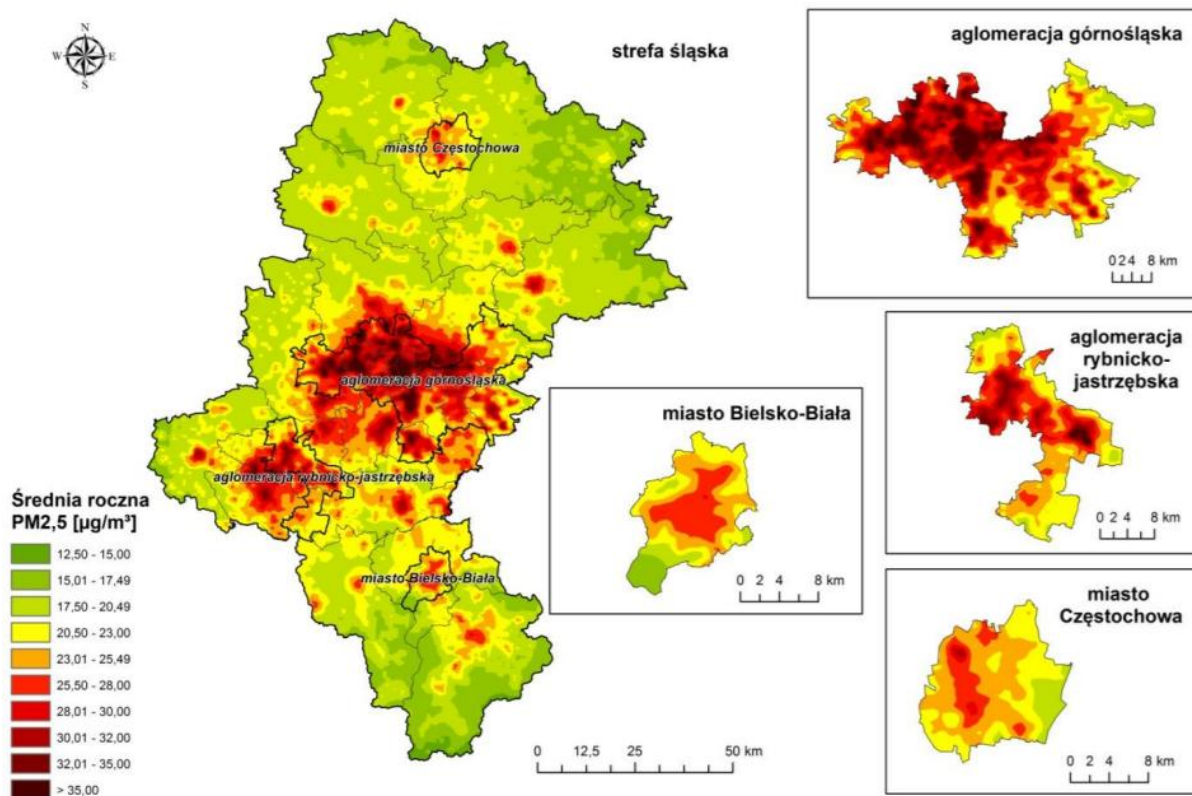 N
W
E
S
strefa śląska
miasto Częstochowa
aglomeracja górnośląska
aglomeracja rybnicko-jastrzębska
miasto Bielsko-Biała
Średnia roczna
PM2,5 [µg/m³]
12,50 - 15,00
15,01 - 17,49
17,50 - 20,49
20,50 - 23,00
23,01 - 25,49
25,50 - 28,00
28,01 - 30,00
30,01 - 32,00
32,01 - 35,00
> 35,00
0 12,5 25 50 km
miasto Bielsko-Biała
0 2 4 8 km
aglomeracja górnośląska
0 2 4 8 km
aglomeracja
rybnicko-
jastrzębska
0 2 4 8 km
miasto
Częstochowa
0 2 4 8 km